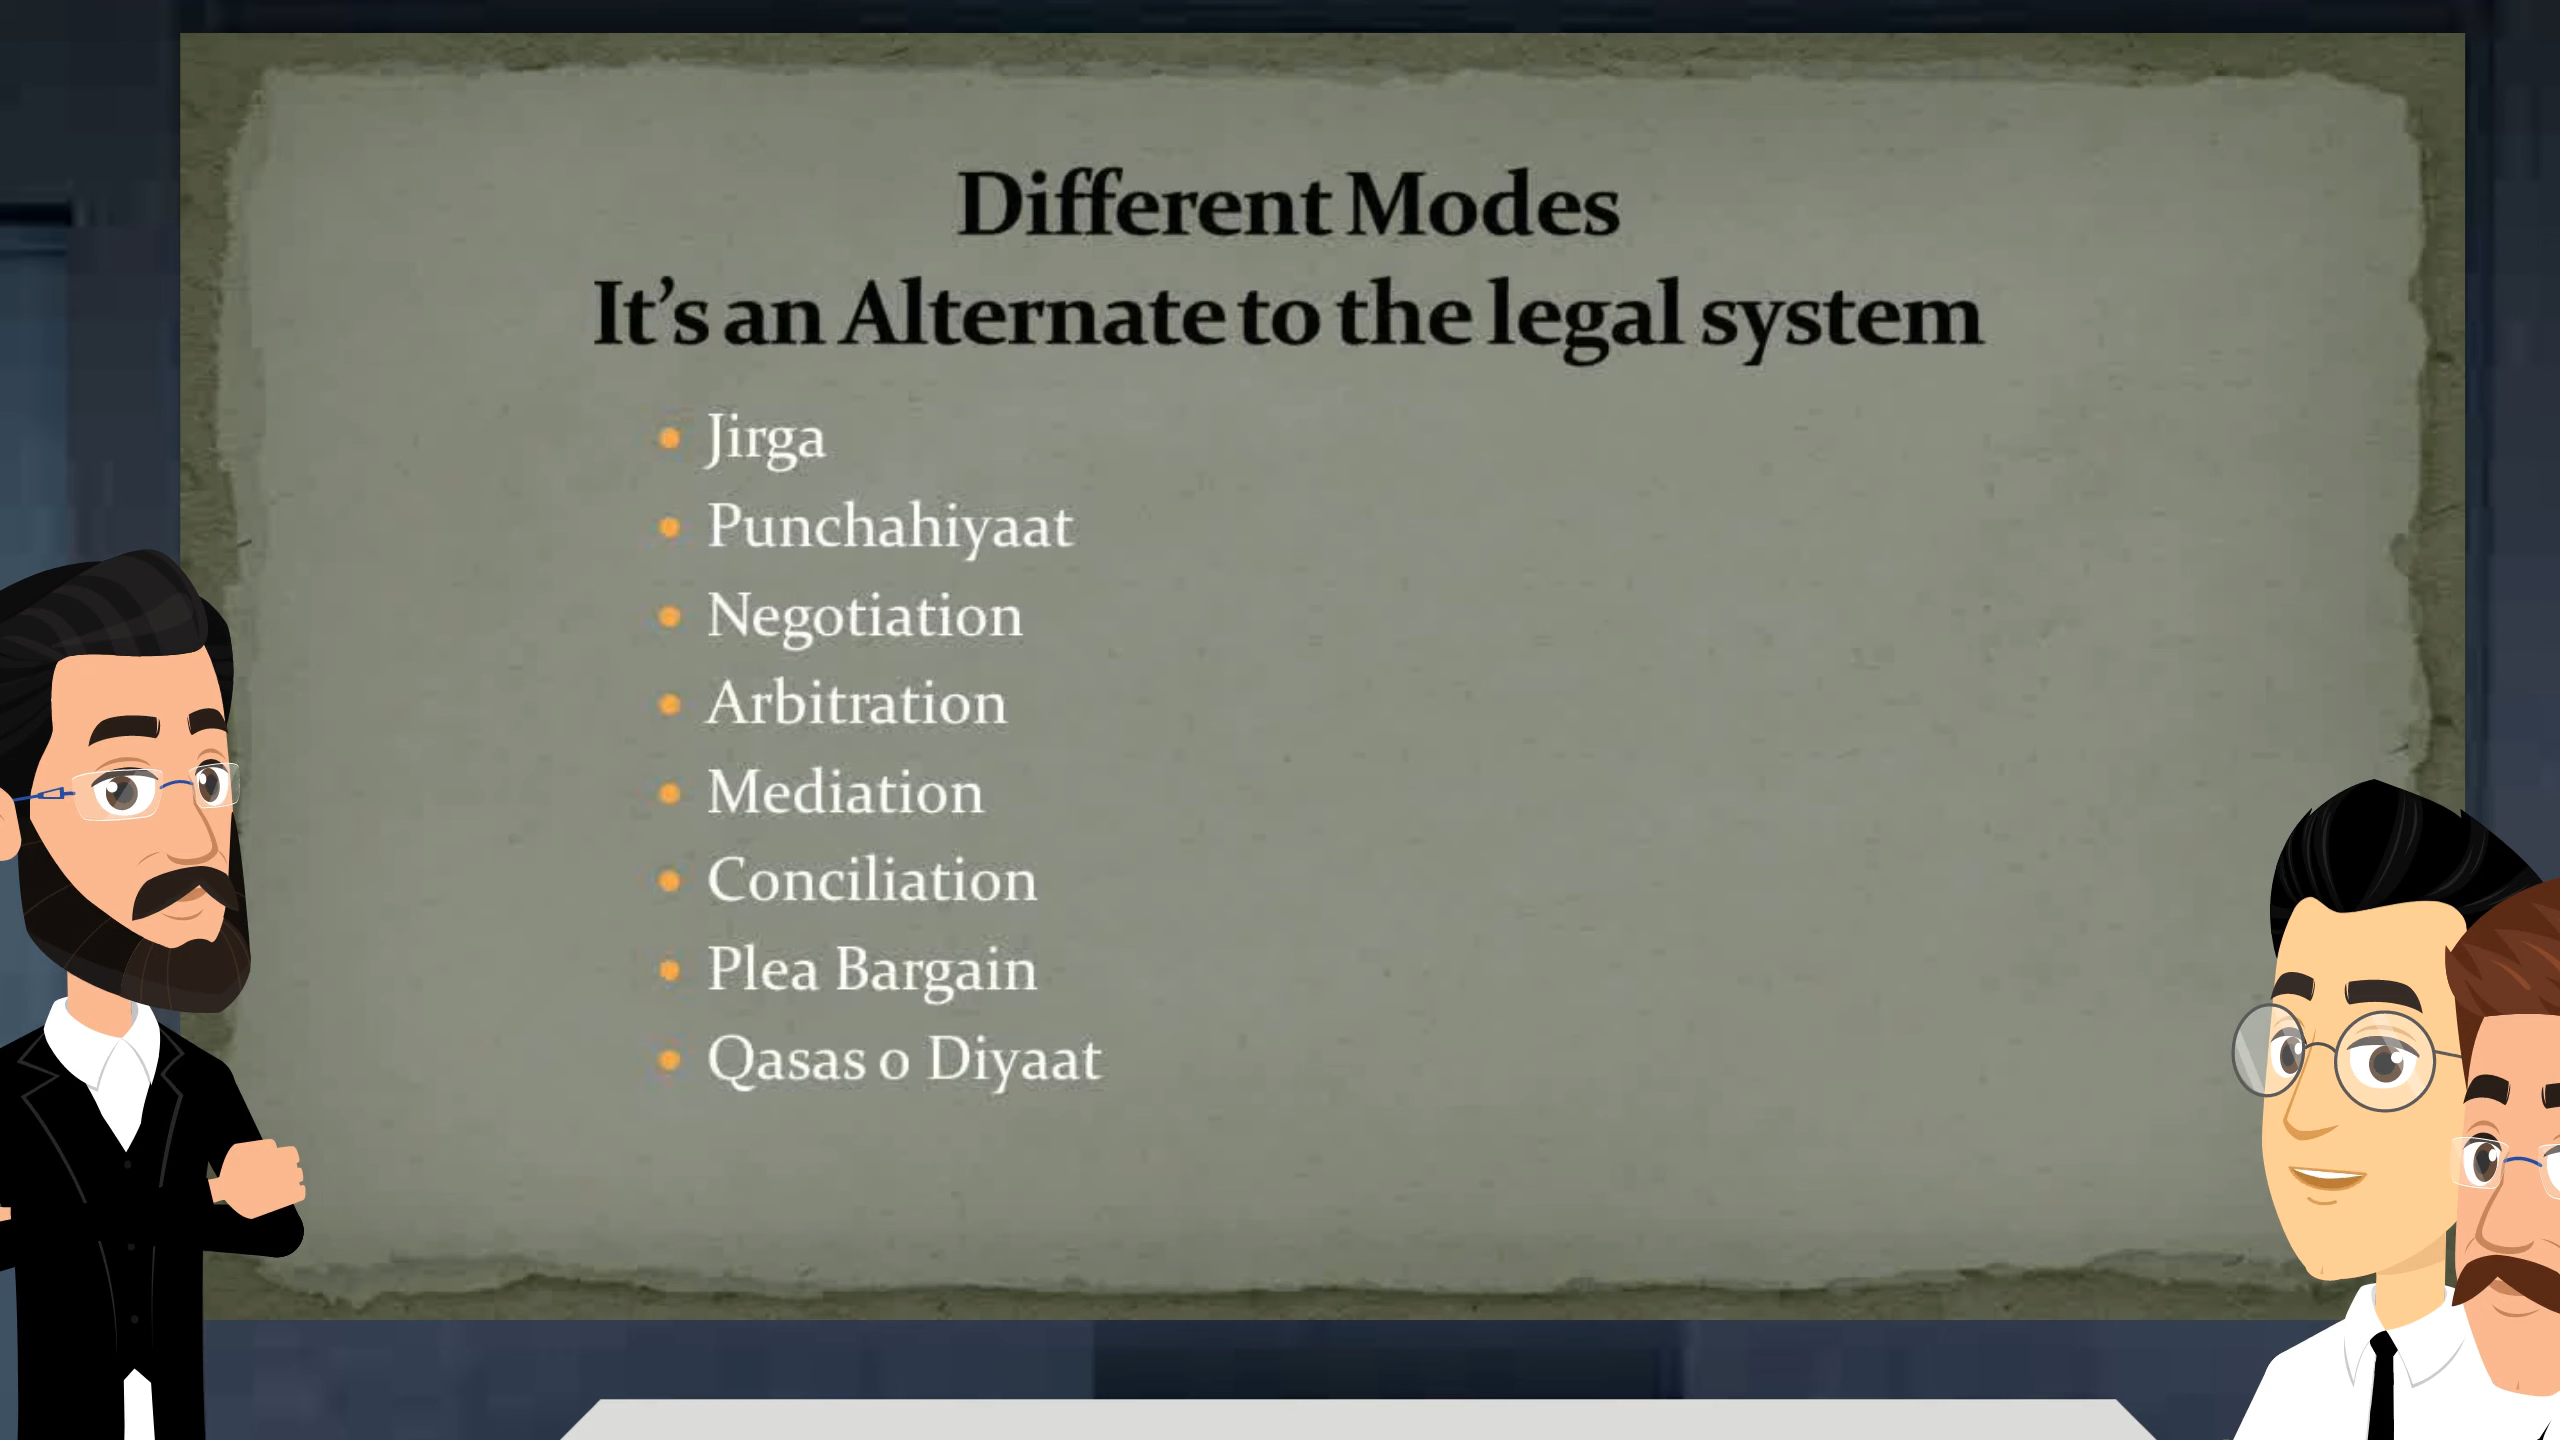 Different Modes
It’s an Alternate to the legal system
• Jirga
• Punchahiyaat
• Negotiation
• Arbitration
• Mediation
• Conciliation
• Plea Bargain
• Qasas o Diyaat